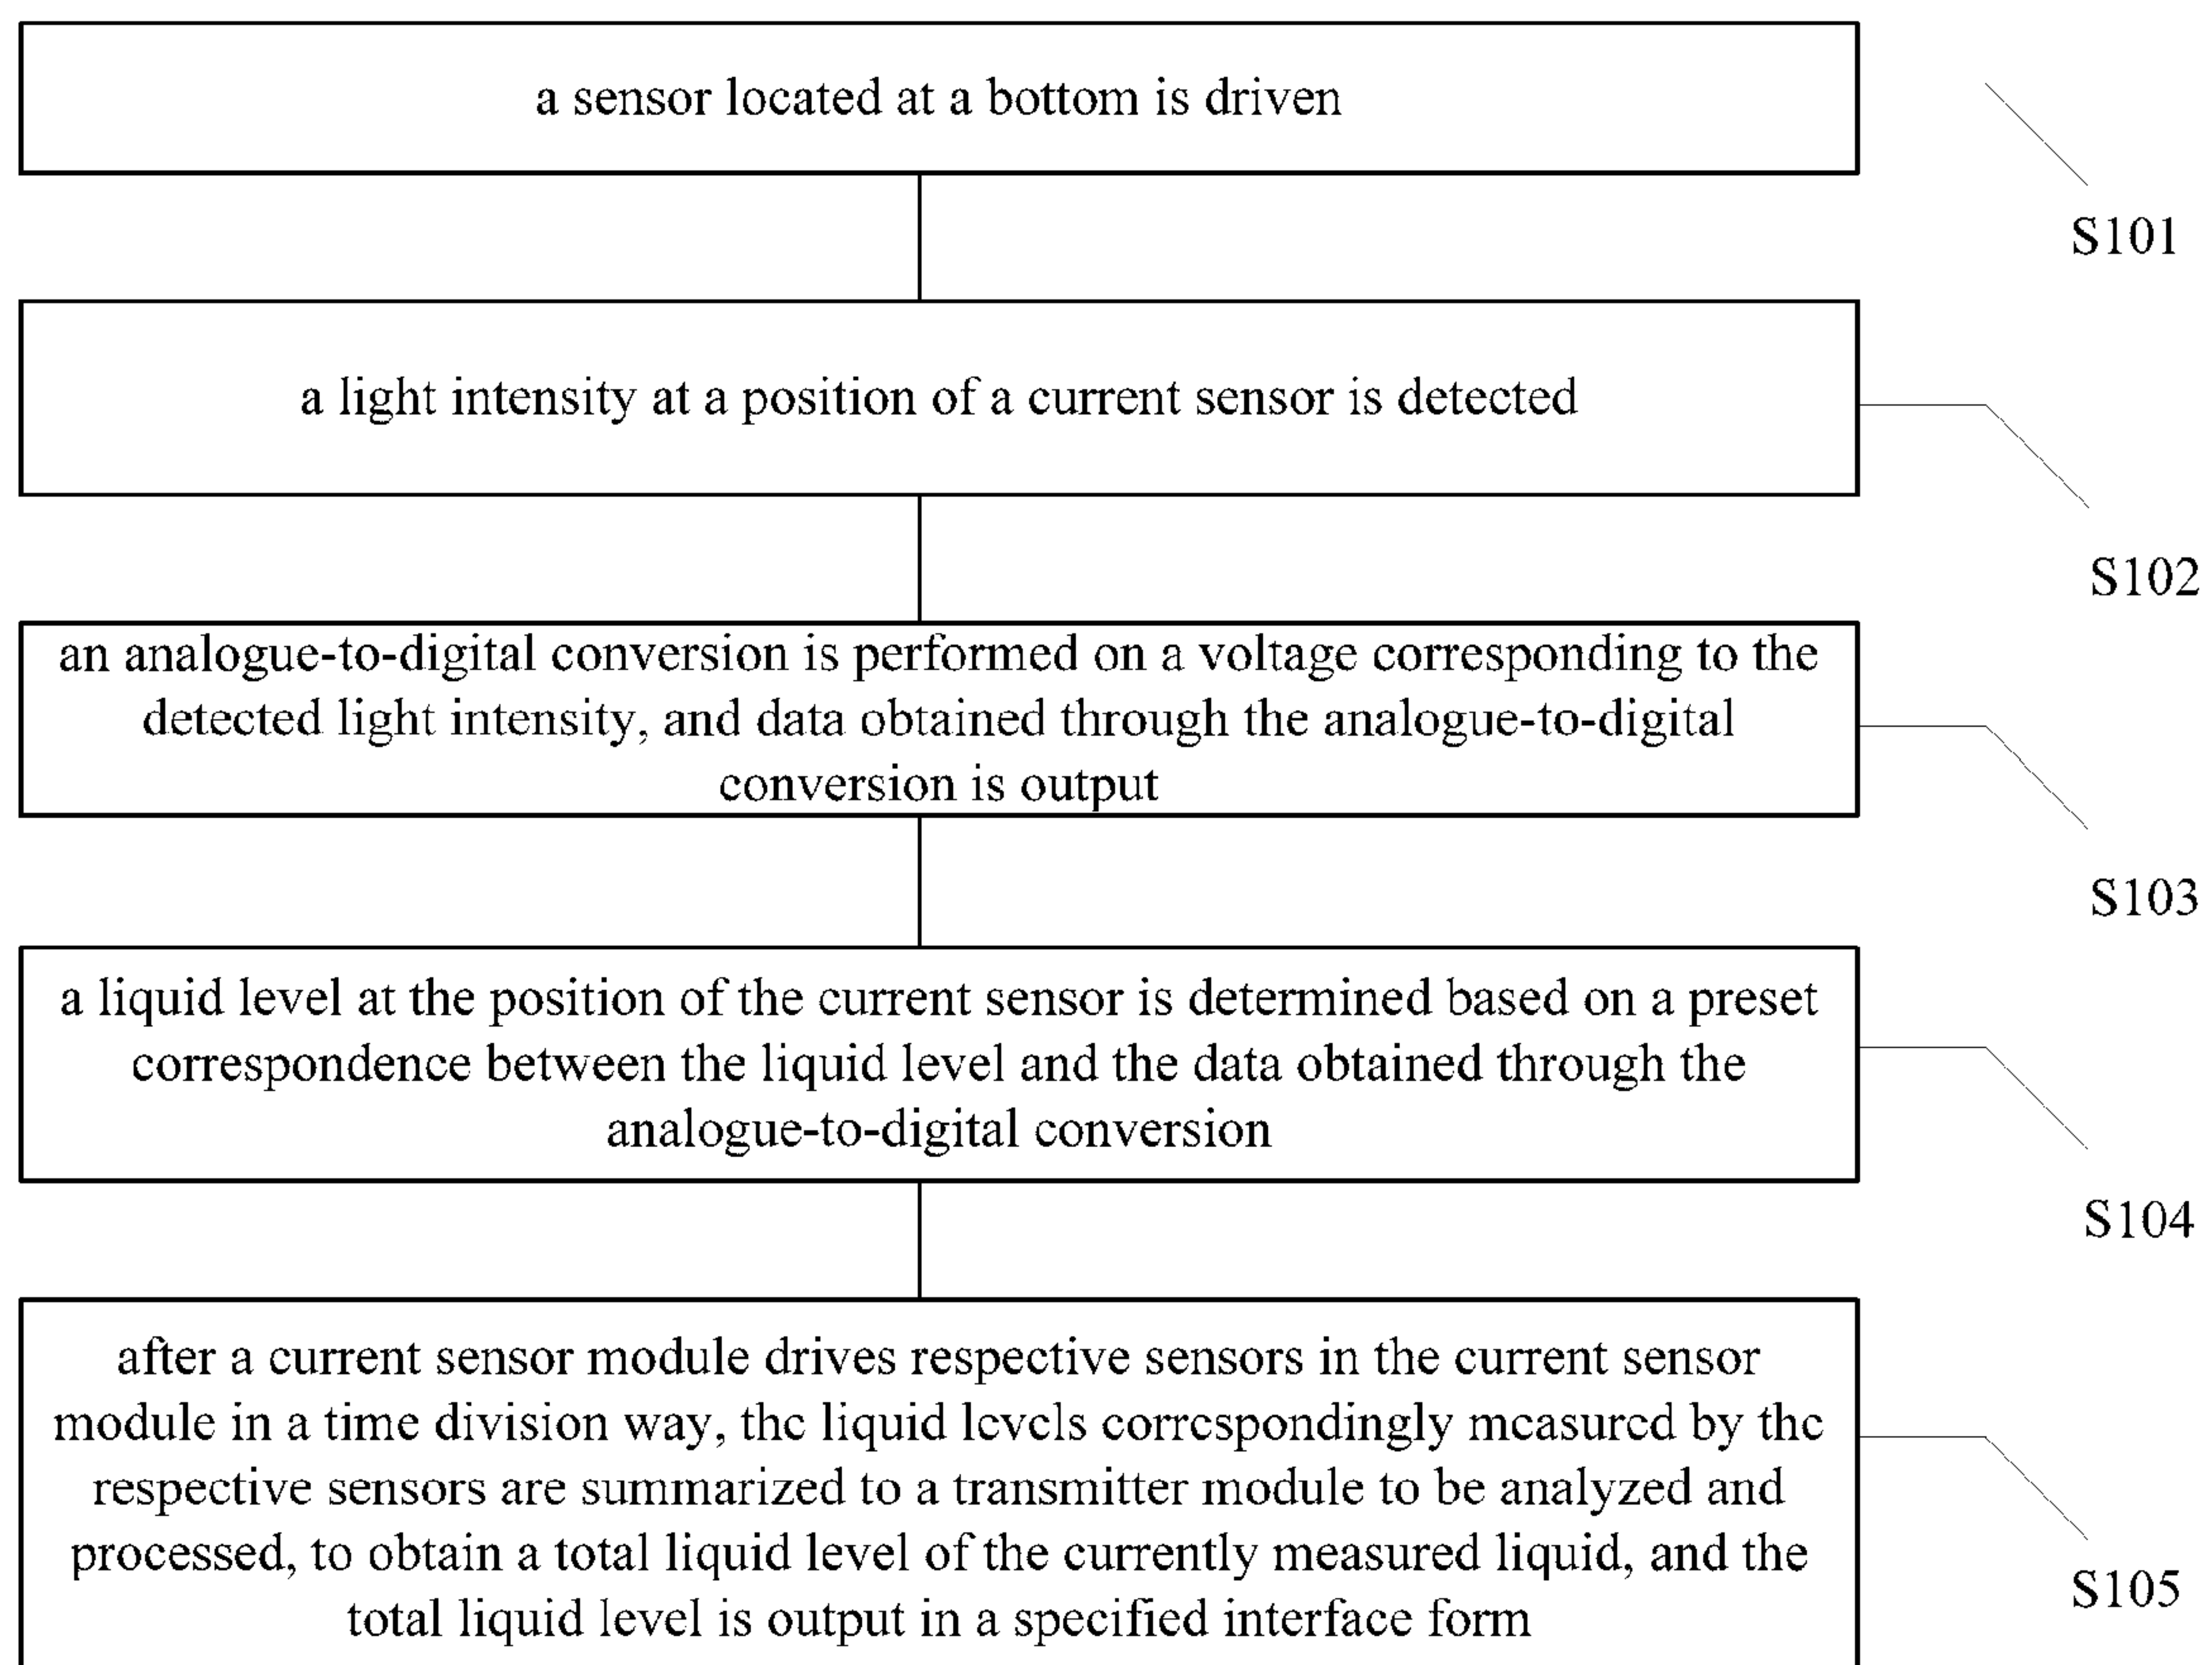 a sensor located at a bottom is driven
S101
a light intensity at a position of a current sensor is detected
S102
an analogue-to-digital conversion is performed on a voltage corresponding to the
detected light intensity, and data obtained through the analogue-to-digital
conversion is output
S103
a liquid level at the position of the current sensor is determined based on a preset
correspondence between the liquid level and the data obtained through the
analogue-to-digital conversion
S104
after a current sensor module drives respective sensors in the current sensor
module in a time division way, the liquid levels correspondingly measured by the
respective sensors are summarized to a transmitter module to be analyzed and
processed, to obtain a total liquid level of the currently measured liquid, and the
total liquid level is output in a specified interface form
S105